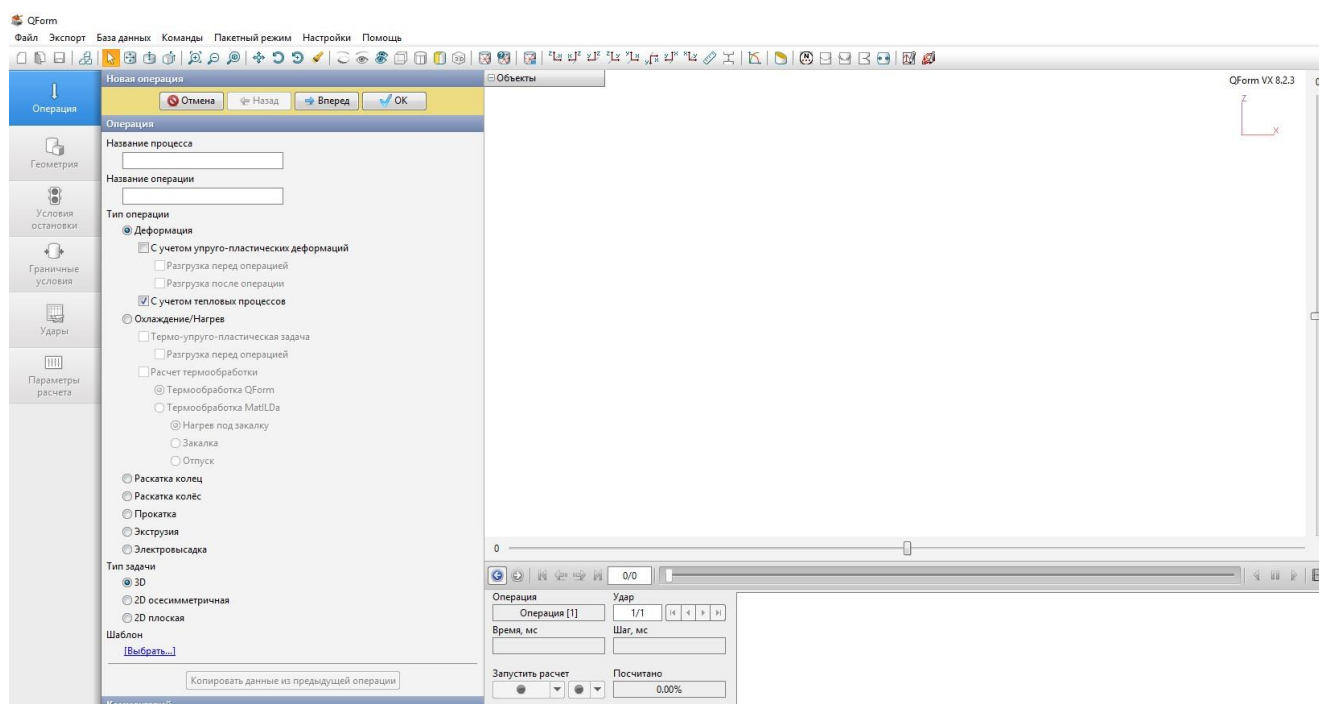 QForm
Файл Экспорт База данных Команды Пакетный режим Настройки Помощь
Операция
Геометрия
Условия
остановки
Граничные
условия
Удары
Параметры
расчета
Новая операция
Отмена Назад Вперед OK
Операция
Название процесса
Название операции
Тип операции
Деформация
С учетом упруго-пластических деформаций
Разгрузка перед операцией
Разгрузка после операции
С учетом тепловых процессов
Охлаждение/Нагрев
Термо-упруго-пластическая задача
Разгрузка перед операцией
Расчет термообработки
Термообработка QForm
Термообработка MatILDa
Нагрев под закалку
Закалка
Отпуск
Раскатка колец
Раскатка колёс
Прокатка
Экструзия
Электровысадка
Тип задачи
3D
2D осесимметричная
2D плоская
Шаблон
[Выбрать...]
Копировать данные из предыдущей операции
Объекты
QForm VX 8.2.3
Z
X
0
0/0
Операция Удар
Операция [1] 1/1
Время, мс Шаг, мс
Запустить расчет Посчитано
0.00%